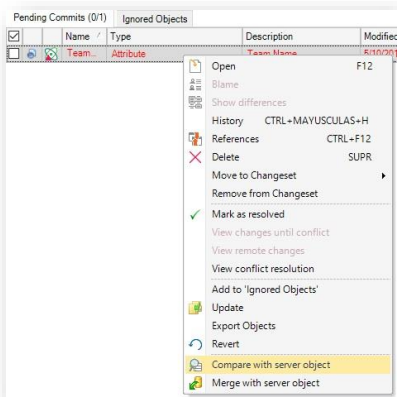 Pending Commits (0/1) Ignored Objects
Name Type Description Modified
Team... Attribute Team Name 5/10/201
Open F12
Blame
Show differences
History CTRL+MAYUSCULAS+H
References CTRL+F12
Delete SUPR
Move to Changeset
Remove from Changeset
Mark as resolved
View changes until conflict
View remote changes
View conflict resolution
Add to 'Ignored Objects'
Update
Export Objects
Revert
Compare with server object
Merge with server object